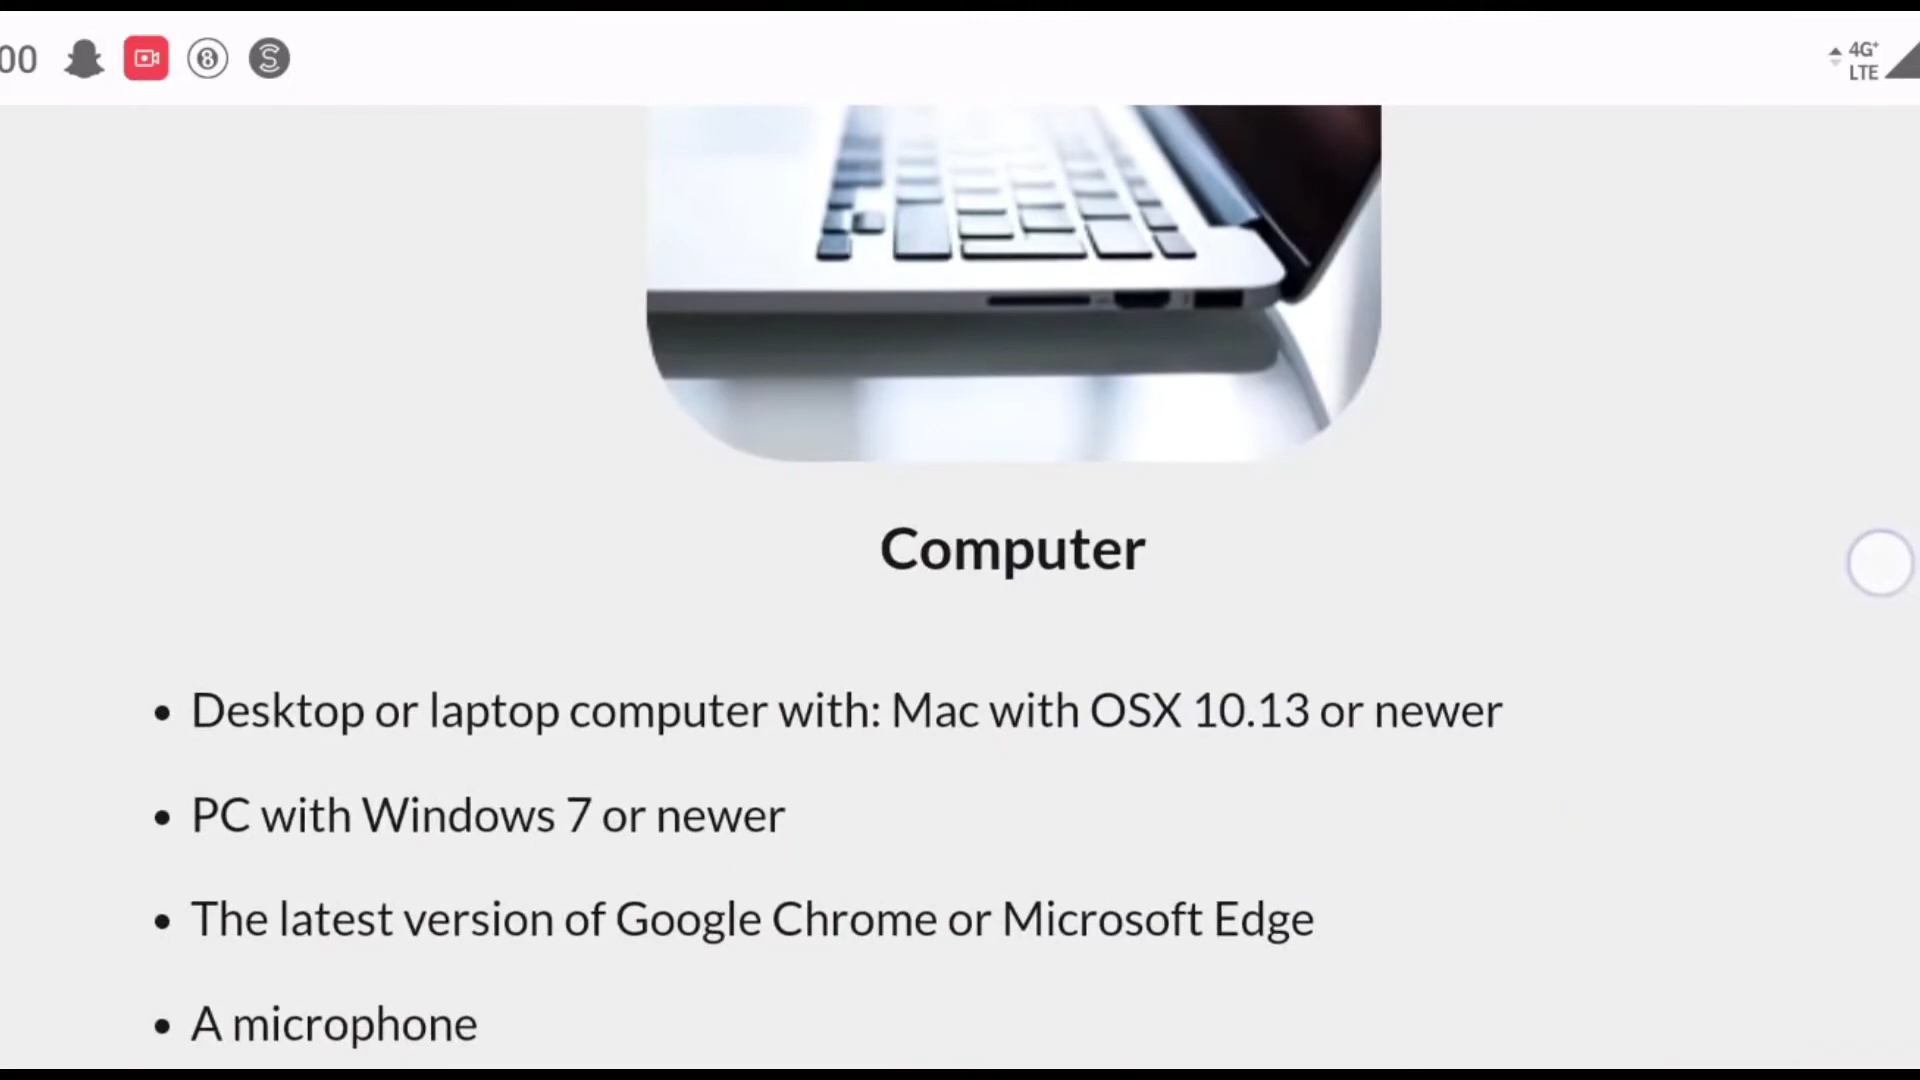 00
4G+
LTE
Computer
• Desktop or laptop computer with: Mac with OSX 10.13 or newer
• PC with Windows 7 or newer
• The latest version of Google Chrome or Microsoft Edge
• A microphone